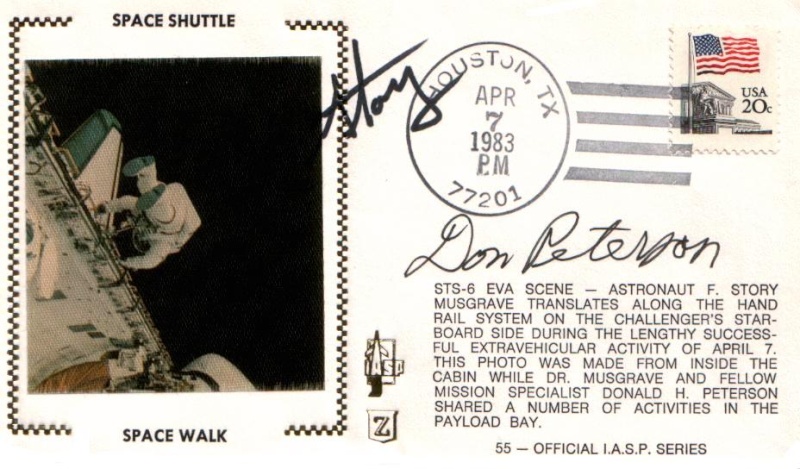 SPACE SHUTTLE
Story
HOUSTON, TX
APR
7
1983
PM
77201
USA
20c
Don Peterson
STS-6 EVA SCENE — ASTRONAUT F. STORY
MUSGRAVE TRANSLATES ALONG THE HAND
RAIL SYSTEM ON THE CHALLENGER'S STAR-
BOARD SIDE DURING THE LENGTHY SUCCESS-
FUL EXTRAVEHICULAR ACTIVITY OF APRIL 7.
THIS PHOTO WAS MADE FROM INSIDE THE
CABIN WHILE DR. MUSGRAVE AND FELLOW
MISSION SPECIALIST DONALD H. PETERSON
SHARED A NUMBER OF ACTIVITIES IN THE
PAYLOAD BAY.
Z
SPACE WALK
55 — OFFICIAL I.A.S.P. SERIES